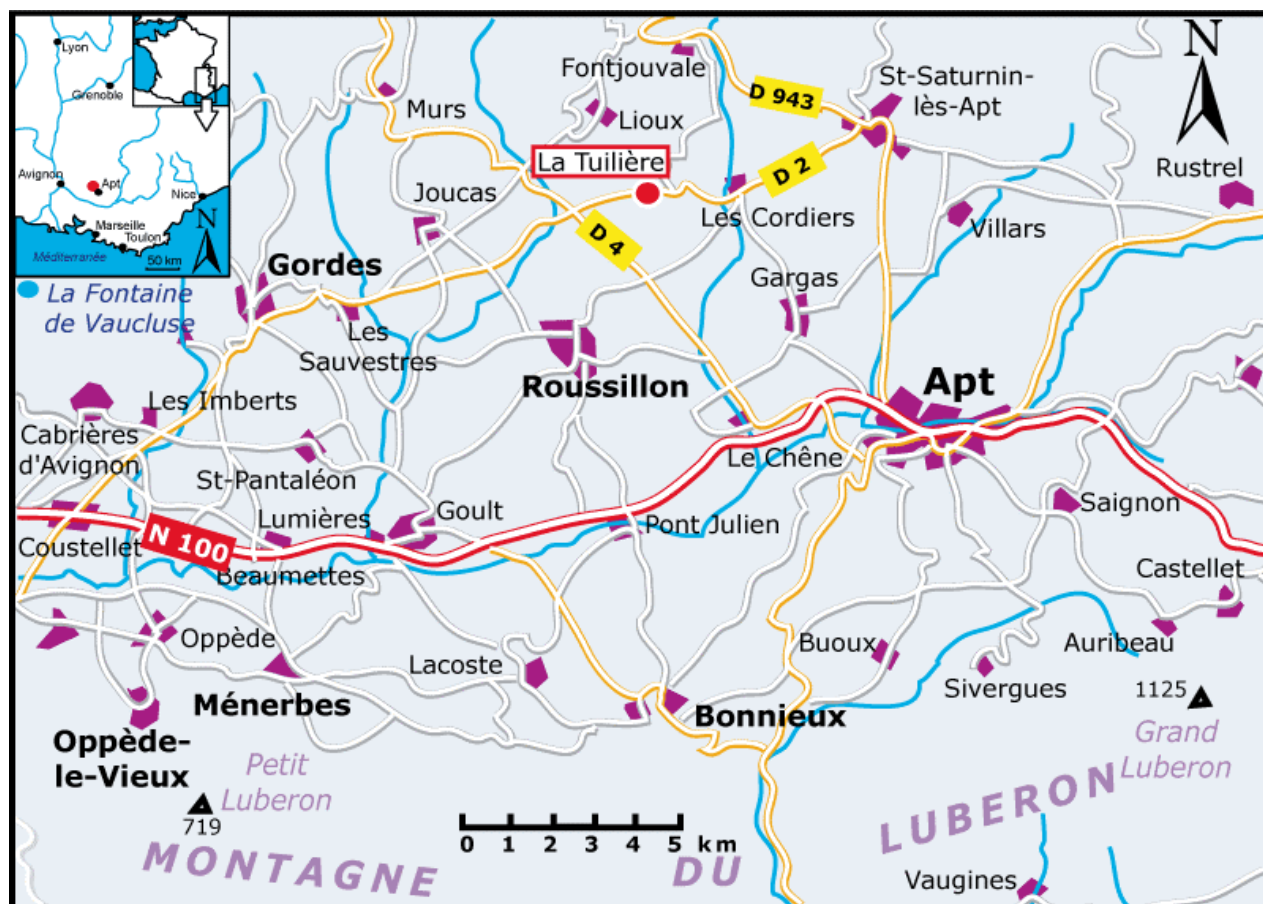 Lyon
Grenoble
Avignon
Apt
Nice
Marseille
Toulon
N
Méditerranée
50 km
Fontjouvale
St-Saturnin-
lès-Apt
N
D 943
Murs
Lioux
La Tuilière
D 2
Rustrel
Joucas
Les Cordiers
Villars
D 4
Gordes
Gargas
La Fontaine
de Vaucluse
Les
Sauvestres
Roussillon
Apt
Les Imberts
Cabrières
d'Avignon
Le Chêne
St-Pantaléon
Saignon
Lumières
Goult
Pont Julien
Coustellet
N 100
Beaumettes
Castellet
Oppède
Lacoste
Buoux
Auribeau
Sivergues
1125
Ménerbes
Bonnieux
Oppède-
le-Vieux
Grand
Luberon
Petit
Luberon
719
0 1 2 3 4 5 km
MONTAGNE DU LUBERON
Vaugines